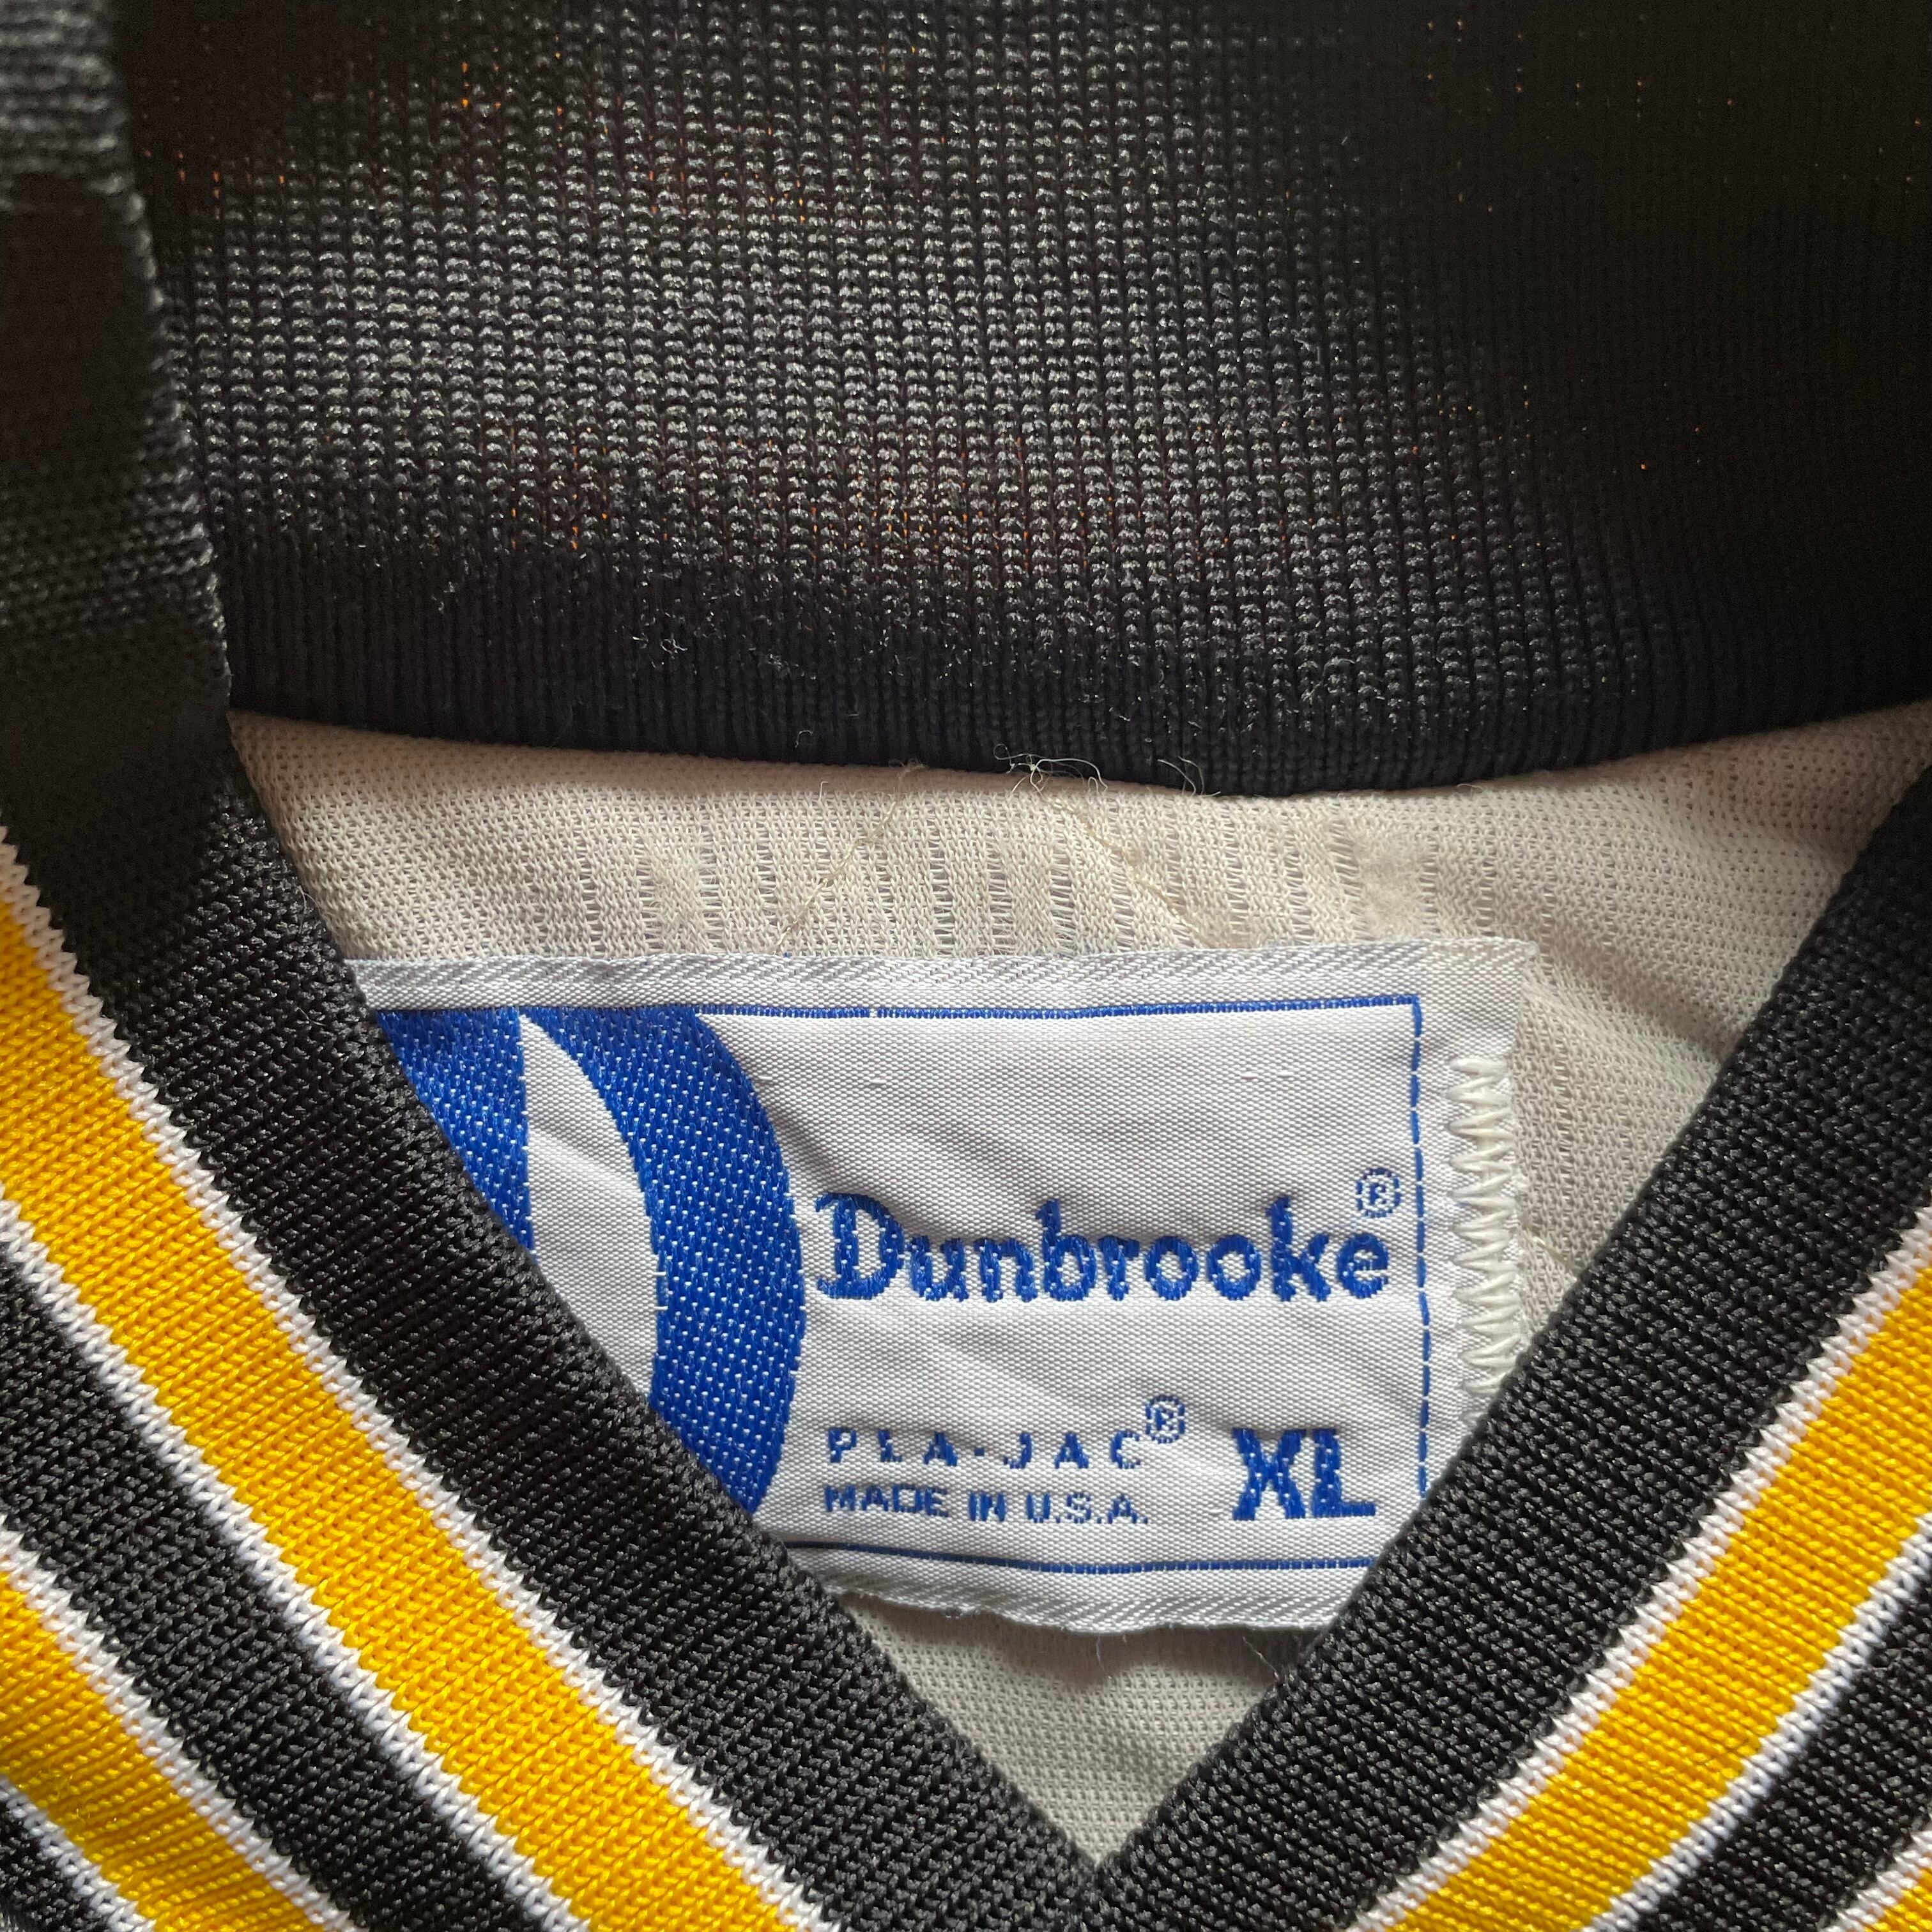 Dunbrooke®
PLA-JAC® XL
MADE IN U.S.A.